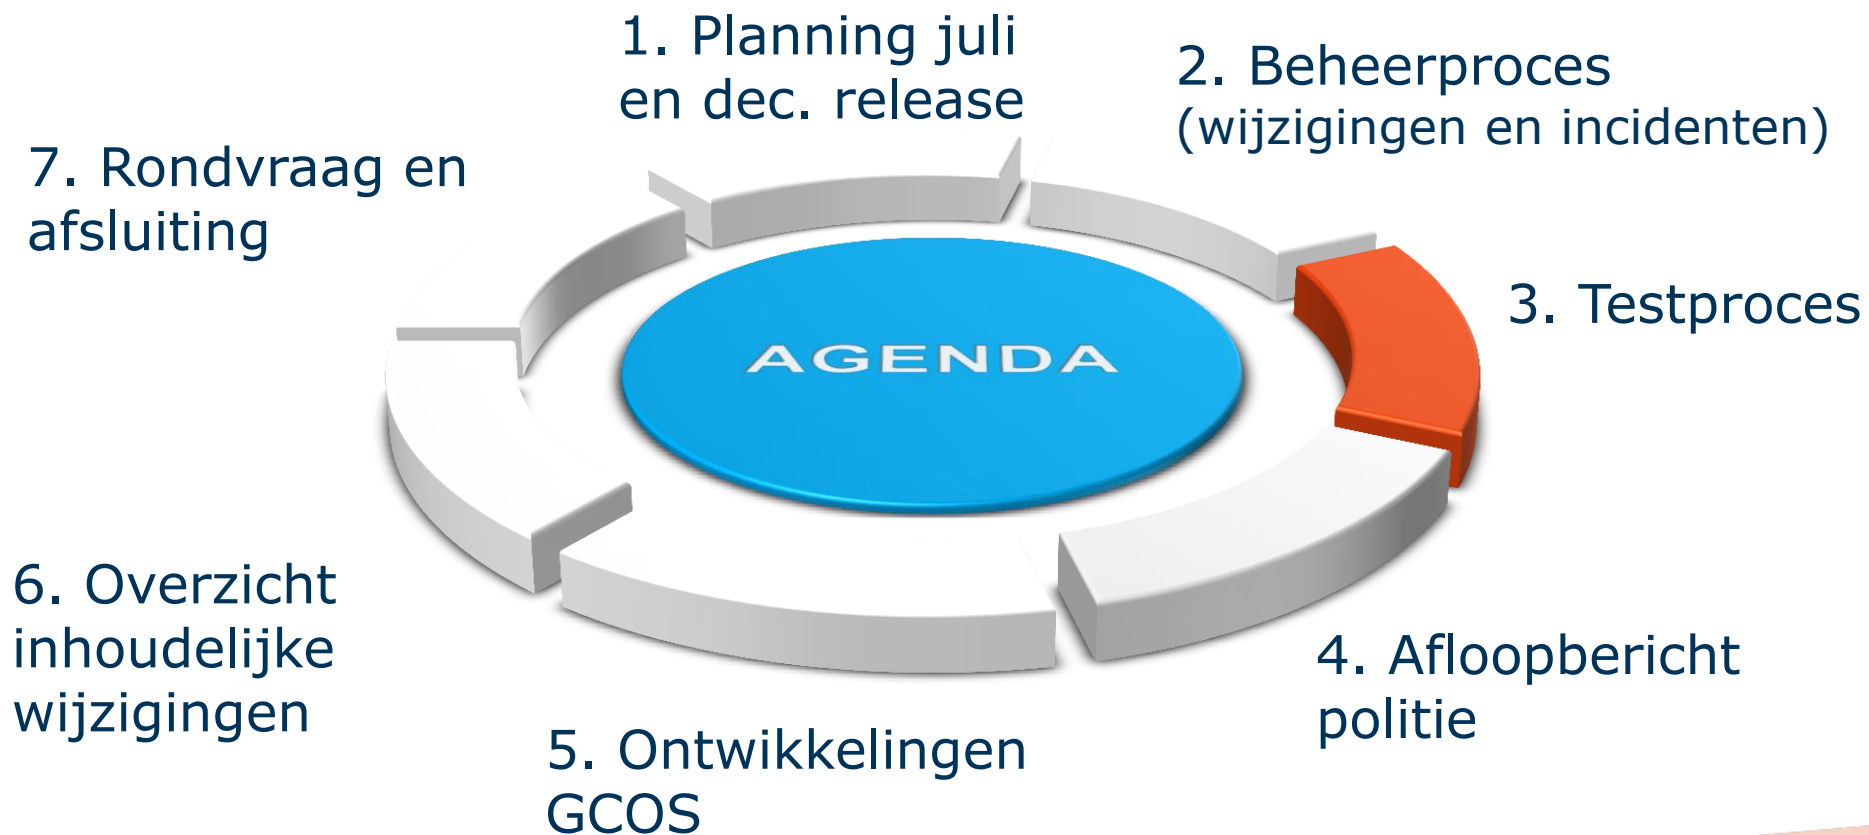 AGENDA
1. Planning juli
en dec. release
2. Beheerproces
(wijzigingen en incidenten)
3. Testproces
4. Afloopbericht
politie
5. Ontwikkelingen
GCOS
6. Overzicht
inhoudelijke
wijzigingen
7. Rondvraag en
afsluiting